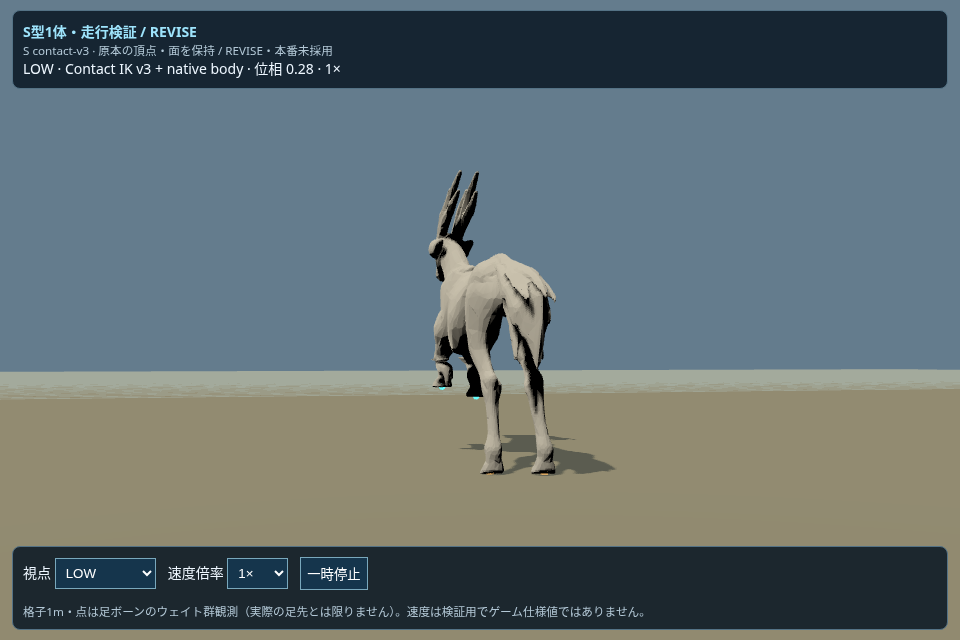 S型1体・走行検証 / REVISE
S contact-v3 · 原本の頂点・面を保持 / REVISE・本番未採用
LOW · Contact IK v3 + native body · 位相 0.28 · 1×
視点 LOW 速度倍率 1× 一時停止
格子1m・点は足ボーンのウェイト群観測（実際の足先とは限りません）。速度は検証用でゲーム仕様値ではありません。